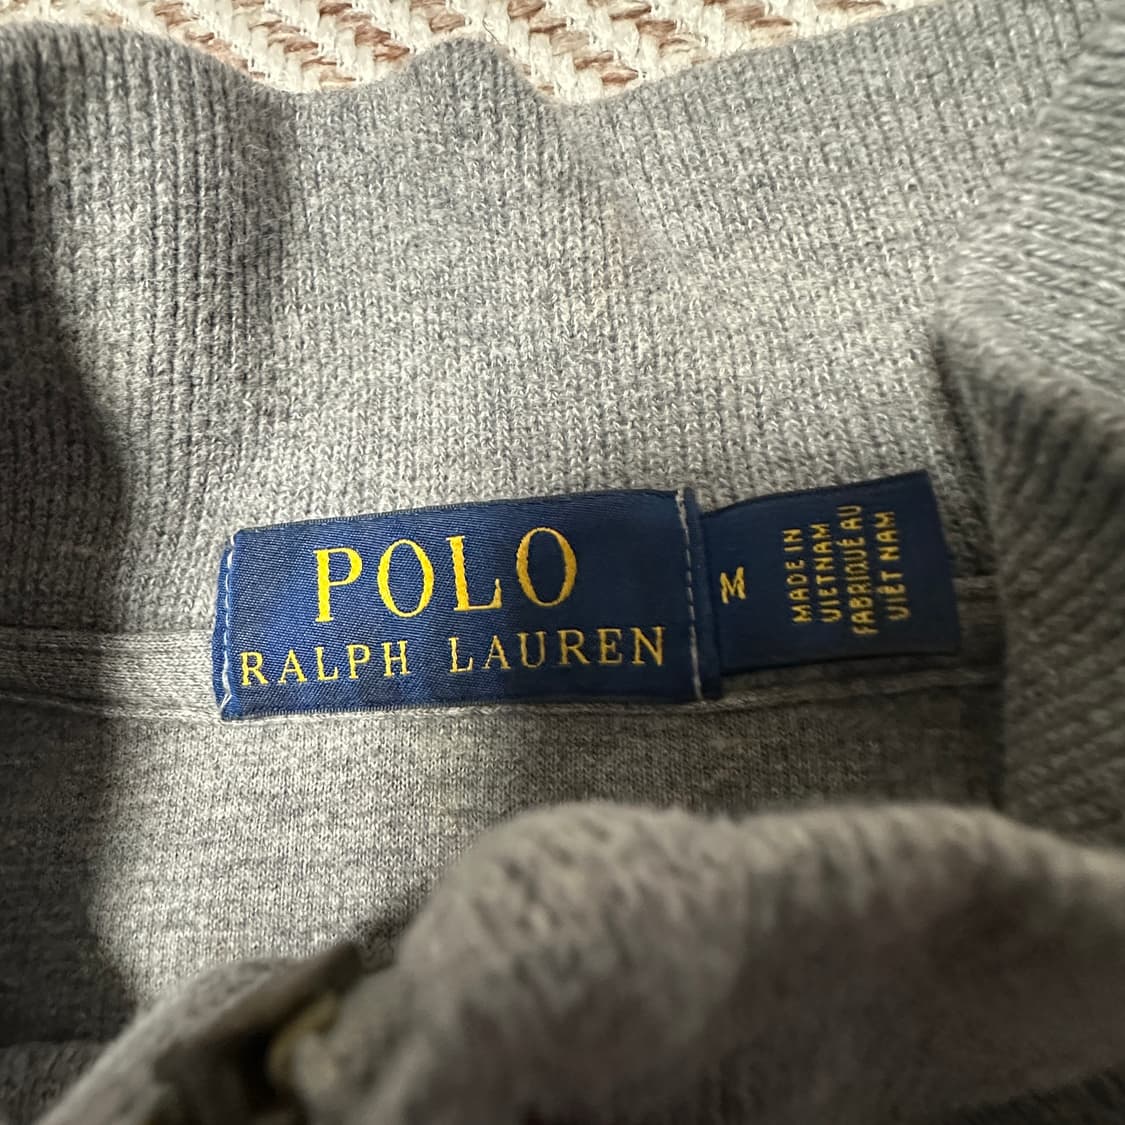 POLO
RALPH LAUREN
M
MADE IN
VIETNAM
FABRIQUÉ AU
VIÊT NAM